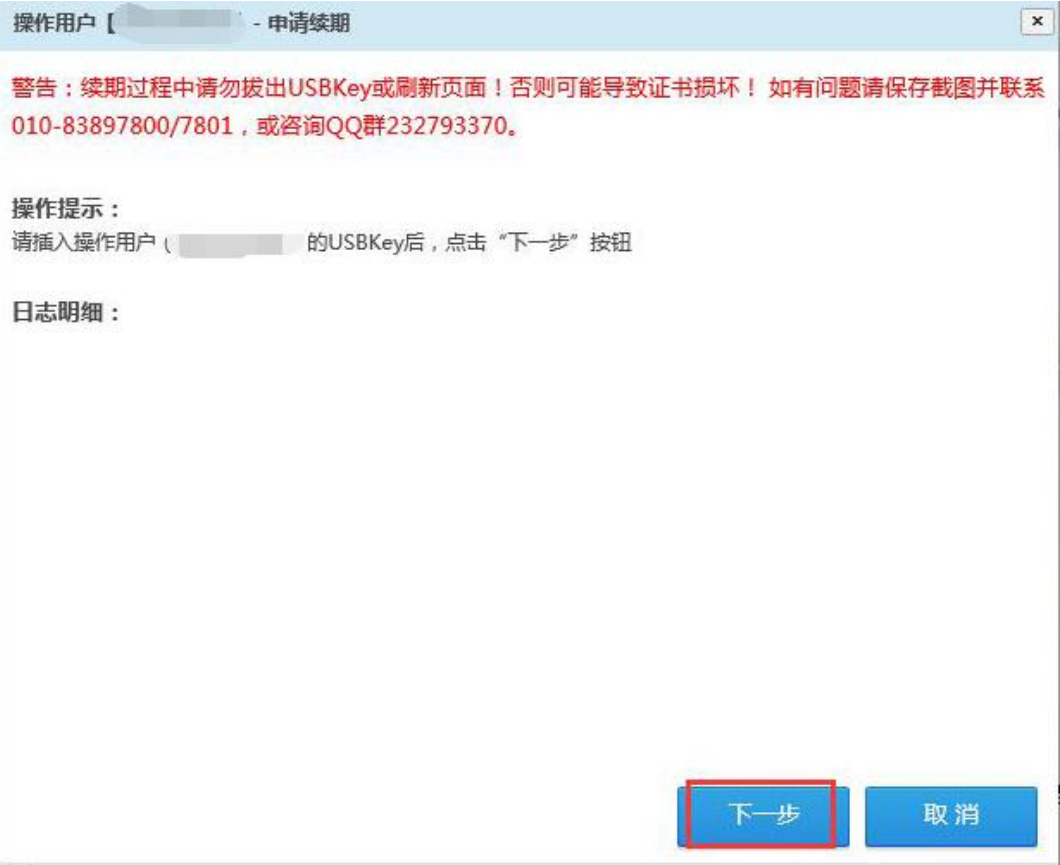 操作用户【 - 申请续期
×
警告：续期过程中请勿拔出USBKey或刷新页面！否则可能导致证书损坏！ 如有问题请保存截图并联系
010-83897800/7801，或咨询QQ群232793370。
操作提示：
请插入操作用户（ 的USBKey后，点击“下一步”按钮
日志明细：
下一步
取 消